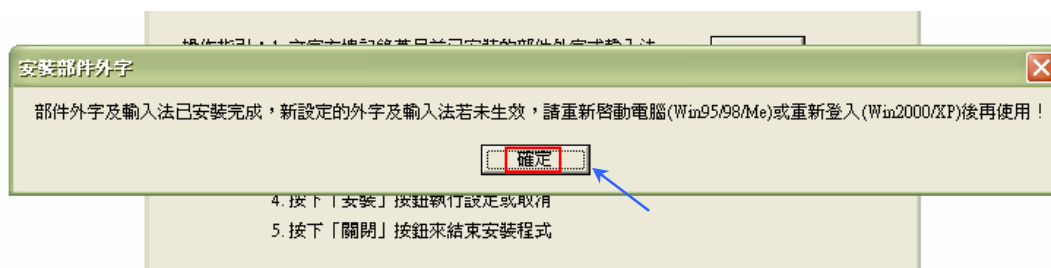 安裝部件外字
部件外字及輸入法已安裝完成，新設定的外字及輸入法若未生效，請重新啓動電腦(Win95/98/Me)或重新登入(Win2000/XP)後再使用！
確定
4. 按下「安裝」按鈕執行設定或取消
5. 按下「關閉」按鈕來結束安裝程式